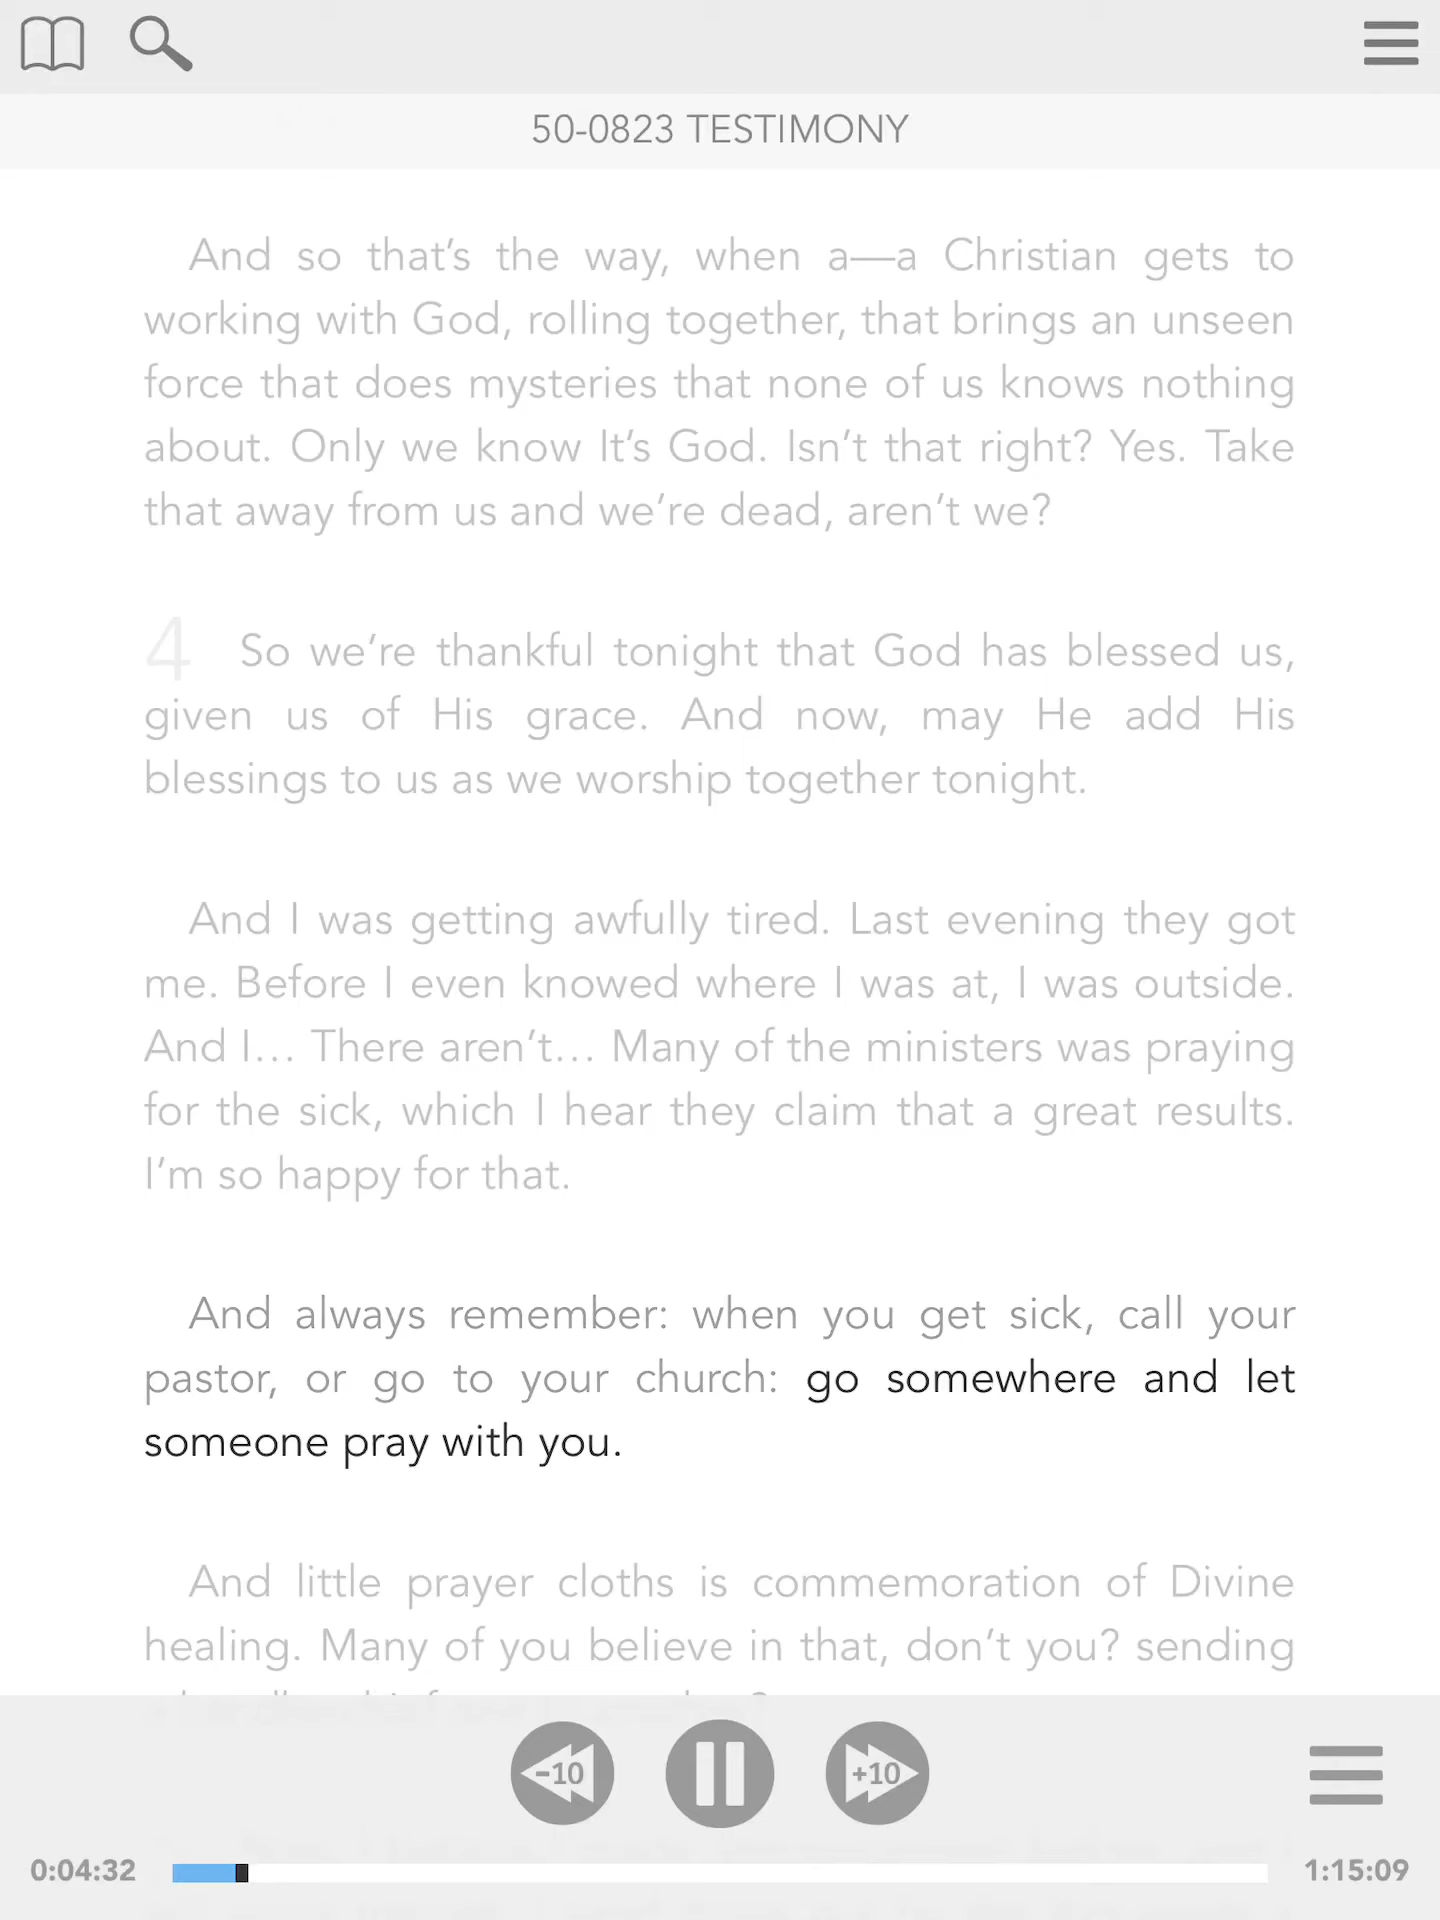 50-0823 TESTIMONY
And so that’s the way, when a—a Christian gets to
working with God, rolling together, that brings an unseen
force that does mysteries that none of us knows nothing
about. Only we know It’s God. Isn’t that right? Yes. Take
that away from us and we’re dead, aren’t we?
4 So we’re thankful tonight that God has blessed us,
given us of His grace. And now, may He add His
blessings to us as we worship together tonight.
And I was getting awfully tired. Last evening they got
me. Before I even knowed where I was at, I was outside.
And I… There aren’t… Many of the ministers was praying
for the sick, which I hear they claim that a great results.
I’m so happy for that.
And always remember: when you get sick, call your
pastor, or go to your church: go somewhere and let
someone pray with you.
And little prayer cloths is commemoration of Divine
healing. Many of you believe in that, don’t you? sending
-10 +10
0:04:32 1:15:09